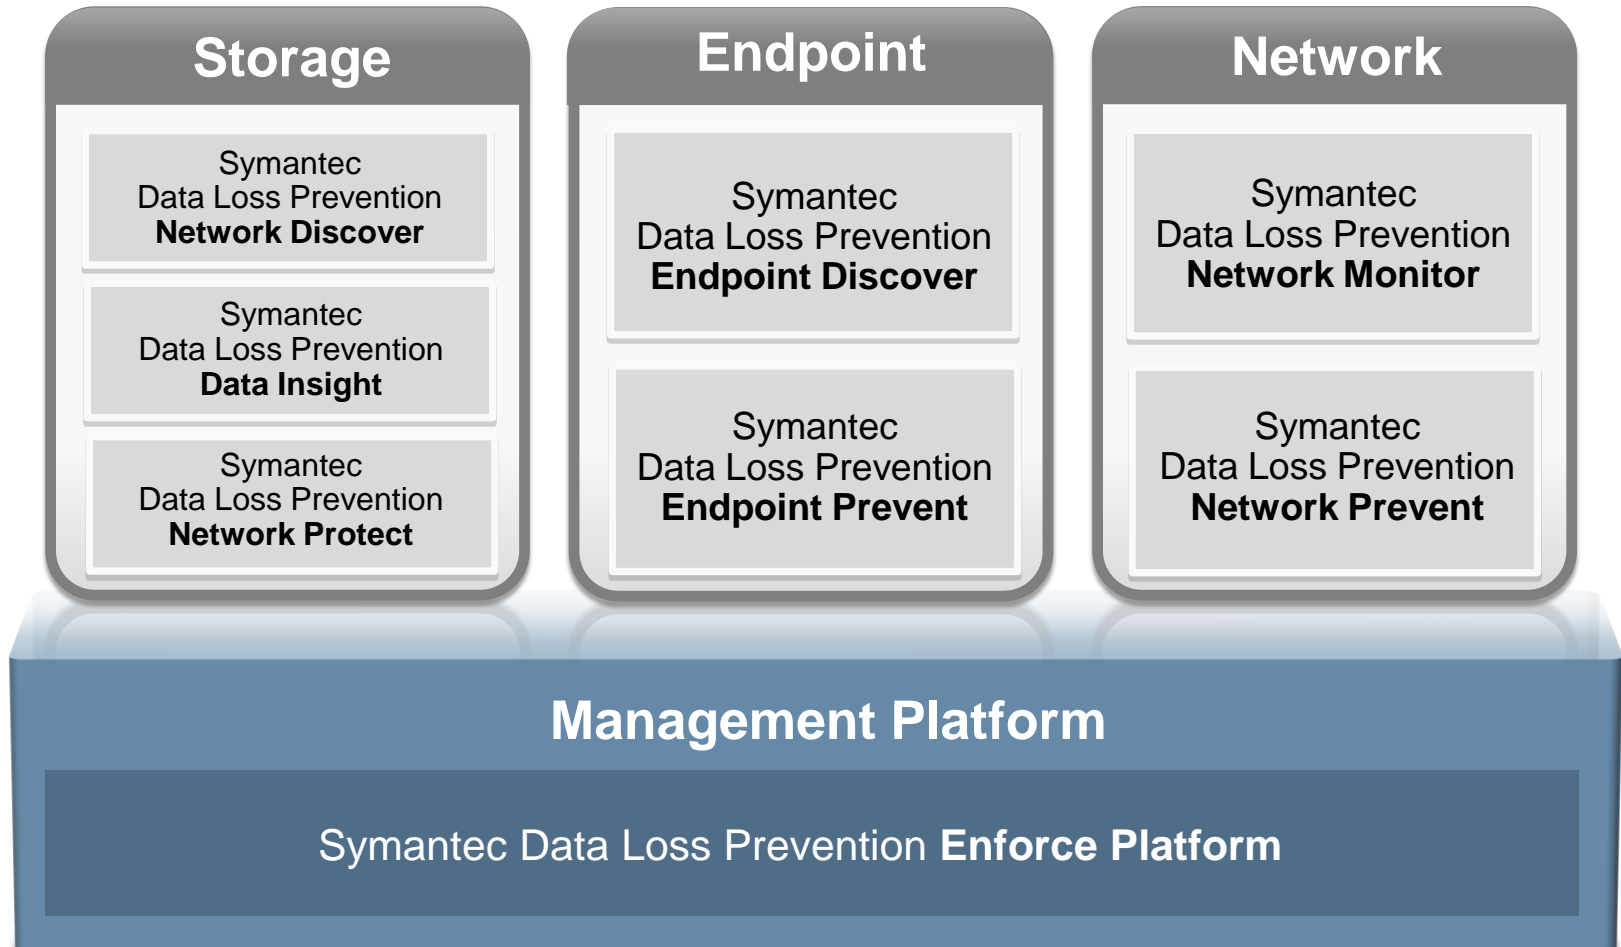 Storage
Symantec
Data Loss Prevention
Network Discover
Symantec
Data Loss Prevention
Data Insight
Symantec
Data Loss Prevention
Network Protect
Endpoint
Symantec
Data Loss Prevention
Endpoint Discover
Symantec
Data Loss Prevention
Endpoint Prevent
Network
Symantec
Data Loss Prevention
Network Monitor
Symantec
Data Loss Prevention
Network Prevent
Management Platform
Symantec Data Loss Prevention Enforce Platform